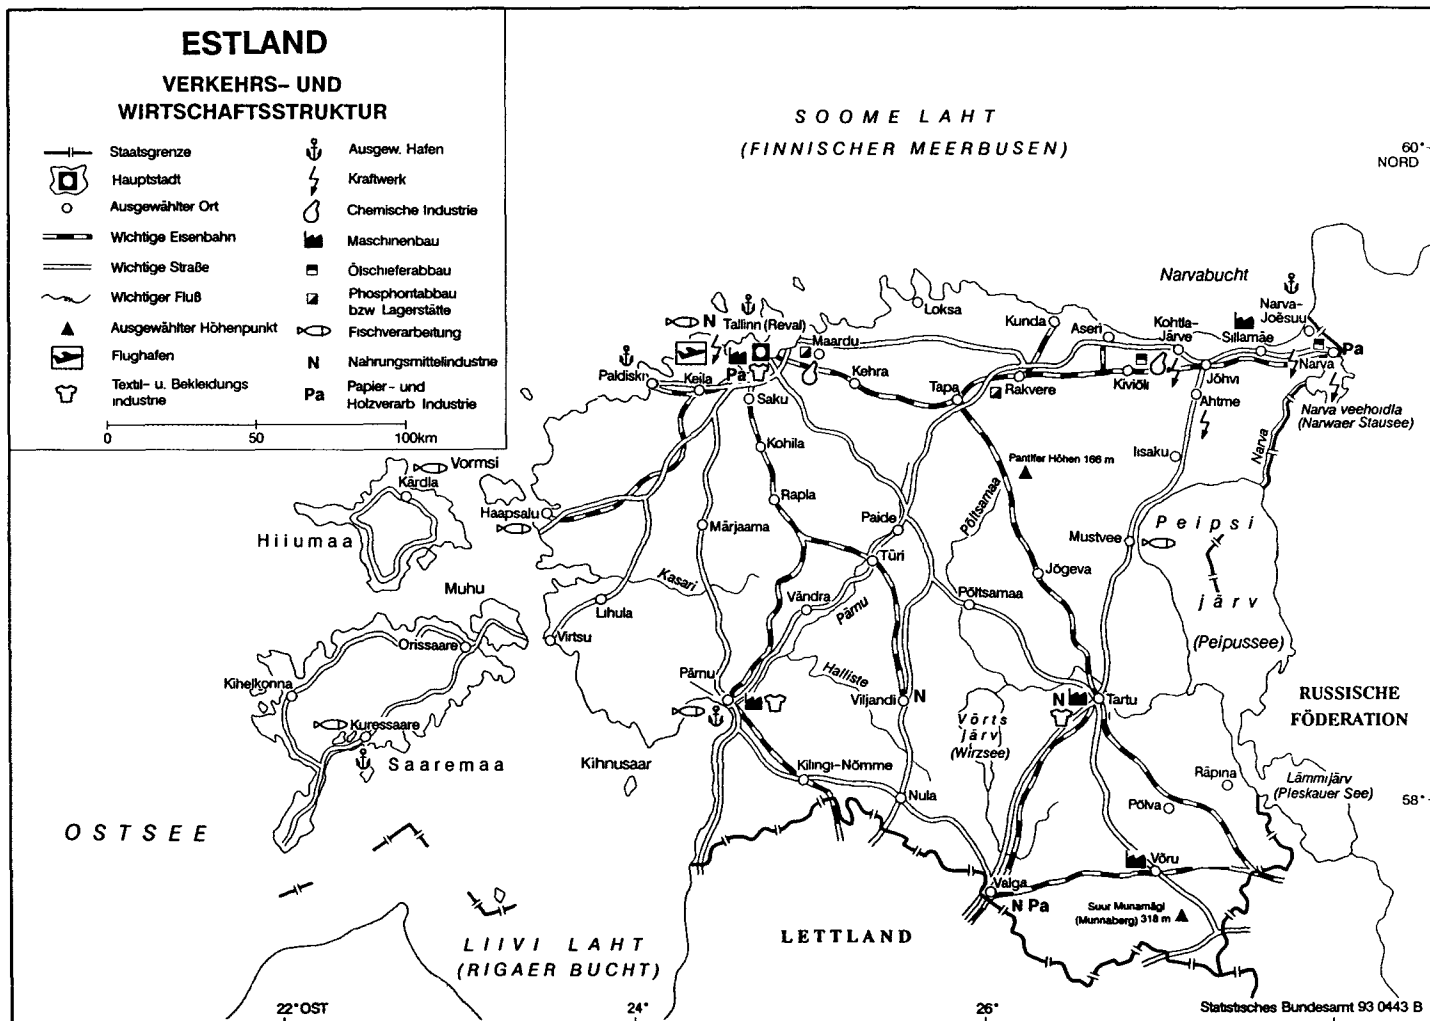 ESTLAND
VERKEHRS- UND
WIRTSCHAFTSSTRUKTUR
Staatsgrenze
Hauptstadt
Ausgewählter Ort
Wichtige Eisenbahn
Wichtige Straße
Wichtiger Fluß
Ausgewählter Höhenpunkt
Flughafen
Textil- u. Bekleidungs
industrie
Ausgew. Hafen
Kraftwerk
Chemische Industrie
Maschinenbau
Ölschieferabbau
Phosphoritabbau
bzw Lagerstätte
Fischverarbeitung
N Nahrungsmittelindustrie
Pa Papier- und
Holzverarb Industrie
0 50 100km
SOOME LAHT
(FINNISCHER MEERBUSEN)
60°
NORD
Narvabucht
Loksa
Kunda
Aseri
Kohtla-
Järve
Sillamäe
Narva-
Joësuu
N
Tallinn (Reval)
Maardu
Pa
Narva
Paldiski
Keila
Pa
Saku
Kehra
Tapa
Rakvere
Kiviõli
Jõhvi
Ahtme
Narva veehoidla
(Narwaer Stausee)
Narva
Kohila
Iisaku
Pantifer Höhen 166 m
Vormsi
Kärdla
Haapsalu
Rapla
Märjaama
Paide
Põltsamaa
Mustvee
Peipsi
järv
(Peipussee)
Hiiumaa
Türi
Jõgeva
Muhu
Kasari
Lihula
Vändra
Pärnu
Põltsamaa
Virtsu
Orissaare
Kihelkonna
Pärnu
Halliste
Viljandi
N
N
Tartu
Võrts
järv
(Wirzsee)
RUSSISCHE
FÖDERATION
Kuressaare
Saaremaa
Kihnusaar
Kilingi-Nõmme
Nula
Räpina
Põlva
Lämmijärv
(Pleskauer See)
58°
OSTSEE
Võru
Valga
N Pa
Suur Munamägi
(Munnaberg) 318 m
LETTLAND
LIIVI LAHT
(RIGAER BUCHT)
22° OST
24°
26°
Statistisches Bundesamt 93 0443 B